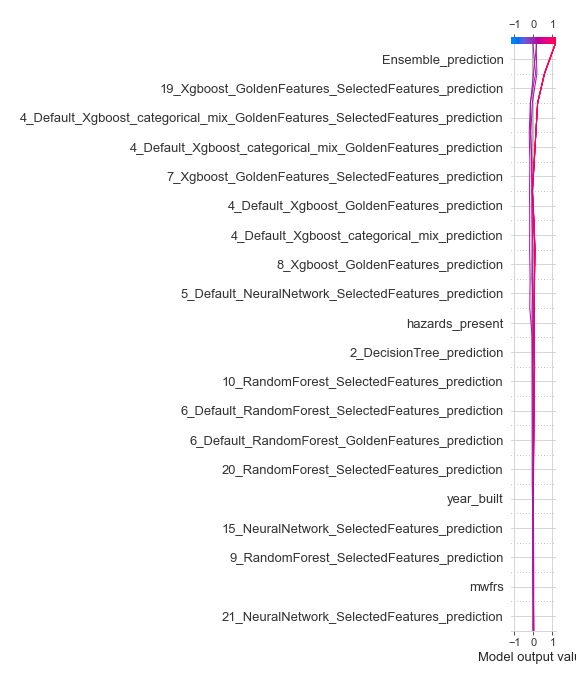 −1 0 1
Ensemble_prediction
19_Xgboost_GoldenFeatures_SelectedFeatures_prediction
4_Default_Xgboost_categorical_mix_GoldenFeatures_SelectedFeatures_prediction
4_Default_Xgboost_categorical_mix_GoldenFeatures_prediction
7_Xgboost_GoldenFeatures_SelectedFeatures_prediction
4_Default_Xgboost_GoldenFeatures_prediction
4_Default_Xgboost_categorical_mix_prediction
8_Xgboost_GoldenFeatures_prediction
5_Default_NeuralNetwork_SelectedFeatures_prediction
hazards_present
2_DecisionTree_prediction
10_RandomForest_SelectedFeatures_prediction
6_Default_RandomForest_SelectedFeatures_prediction
6_Default_RandomForest_GoldenFeatures_prediction
20_RandomForest_SelectedFeatures_prediction
year_built
15_NeuralNetwork_SelectedFeatures_prediction
9_RandomForest_SelectedFeatures_prediction
mwfrs
21_NeuralNetwork_SelectedFeatures_prediction
−1 0 1
Model output valu